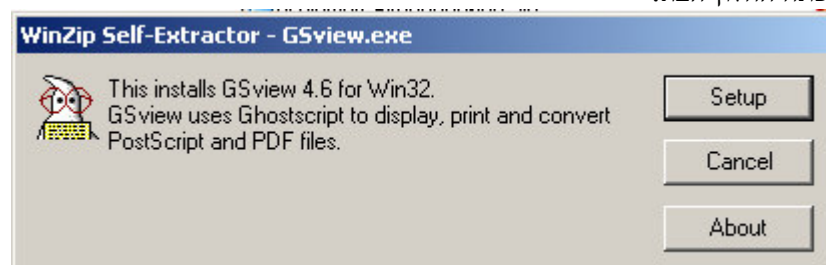 WinZip Self-Extractor - GSview.exe
This installs GSview 4.6 for Win32.
GSview uses Ghostscript to display, print and convert
PostScript and PDF files.
Setup
Cancel
About